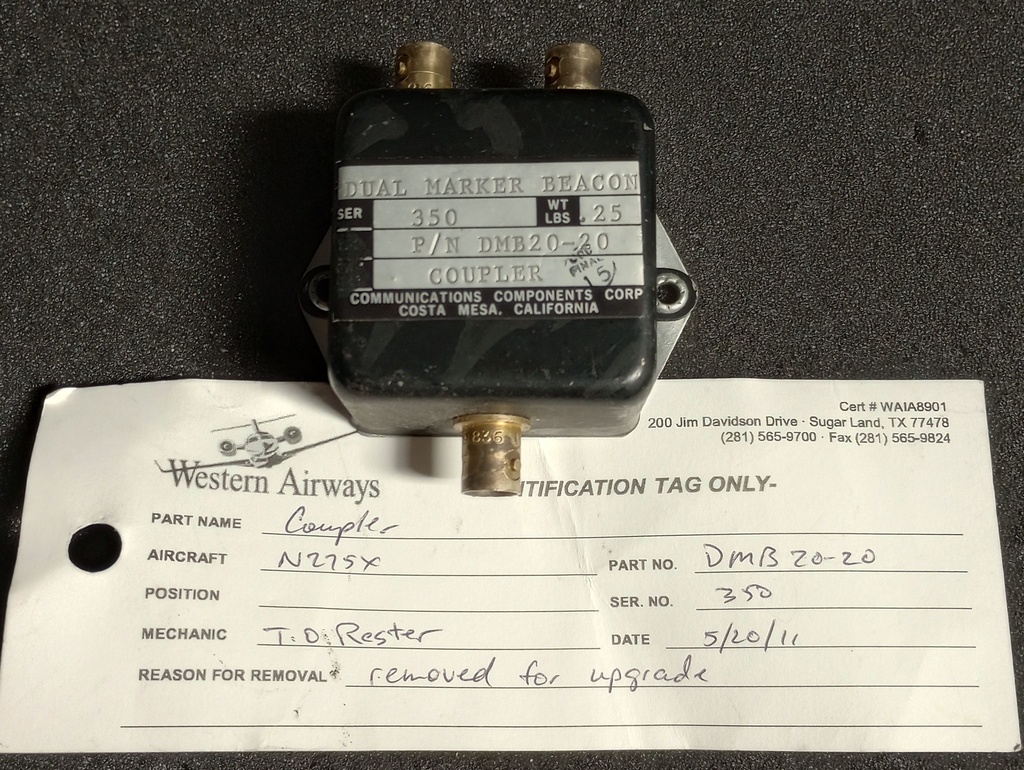 DUAL MARKER BEACON
SER 350 WT LBS .25
P/N DMB20-20
COUPLER
FINAL
15
COMMUNICATIONS COMPONENTS CORP
COSTA MESA, CALIFORNIA
836
Cert # WAIA8901
200 Jim Davidson Drive · Sugar Land, TX 77478
(281) 565-9700 · Fax (281) 565-9824
Western Airways
TIFICATION TAG ONLY-
PART NAME Coupler
AIRCRAFT N275X PART NO. DMB 20-20
POSITION SER. NO. 350
MECHANIC T.D. Rester DATE 5/20/11
REASON FOR REMOVAL removed for upgrade